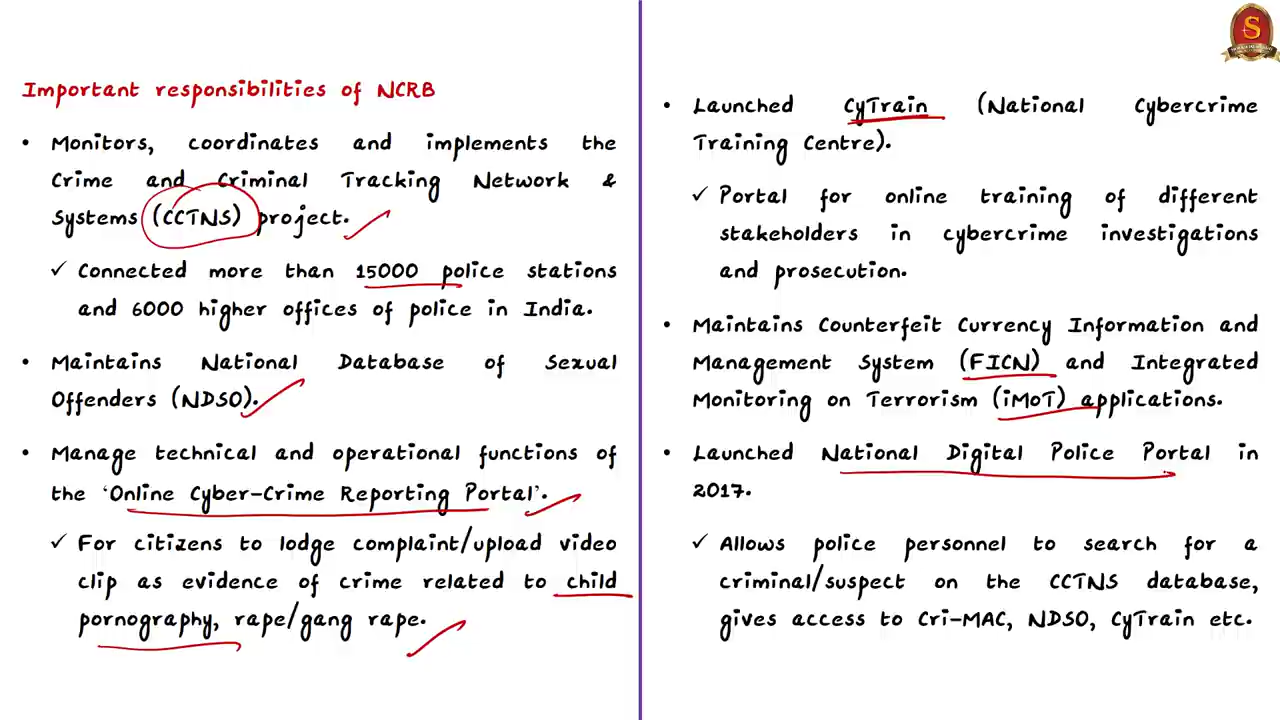 Important responsibilities of NCRB
• Monitors, coordinates and implements the
Crime and Criminal Tracking Network &
Systems (CCTNS) project.
✓ Connected more than 15000 police stations
and 6000 higher offices of police in India.
• Maintains National Database of Sexual
Offenders (NDSO).
• Manage technical and operational functions of
the ‘Online Cyber-Crime Reporting Portal’.
✓ For citizens to lodge complaint/upload video
clip as evidence of crime related to child
pornography, rape/gang rape.
• Launched CyTrain (National Cybercrime
Training Centre).
✓ Portal for online training of different
stakeholders in cybercrime investigations
and prosecution.
• Maintains Counterfeit Currency Information and
Management System (FICN) and Integrated
Monitoring on Terrorism (iMoT) applications.
• Launched National Digital Police Portal in
2017.
✓ Allows police personnel to search for a
criminal/suspect on the CCTNS database,
gives access to Cri-MAC, NDSO, CyTrain etc.
S